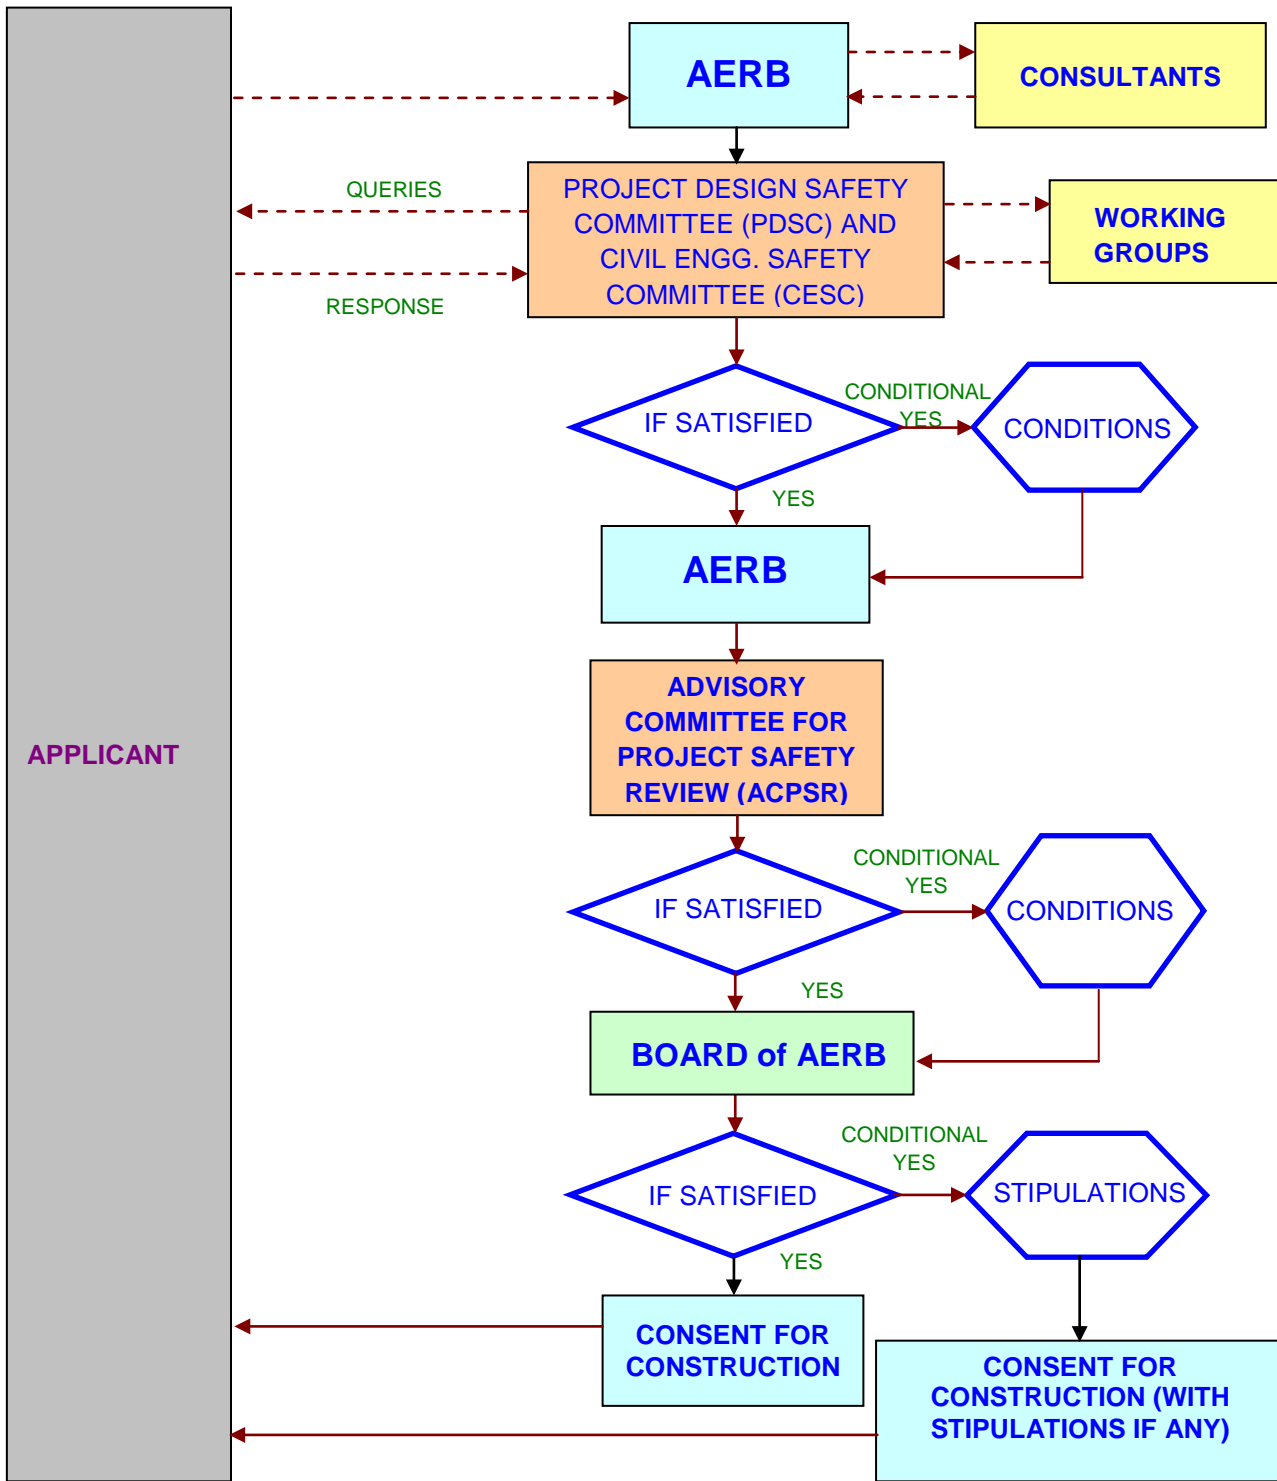 AERB
CONSULTANTS
QUERIES
PROJECT DESIGN SAFETY
COMMITTEE (PDSC) AND
CIVIL ENGG. SAFETY
COMMITTEE (CESC)
WORKING
GROUPS
RESPONSE
IF SATISFIED
CONDITIONAL
YES
CONDITIONS
YES
AERB
ADVISORY
COMMITTEE FOR
PROJECT SAFETY
REVIEW (ACPSR)
APPLICANT
IF SATISFIED
CONDITIONAL
YES
CONDITIONS
YES
BOARD of AERB
IF SATISFIED
CONDITIONAL
YES
STIPULATIONS
YES
CONSENT FOR
CONSTRUCTION
CONSENT FOR
CONSTRUCTION (WITH
STIPULATIONS IF ANY)